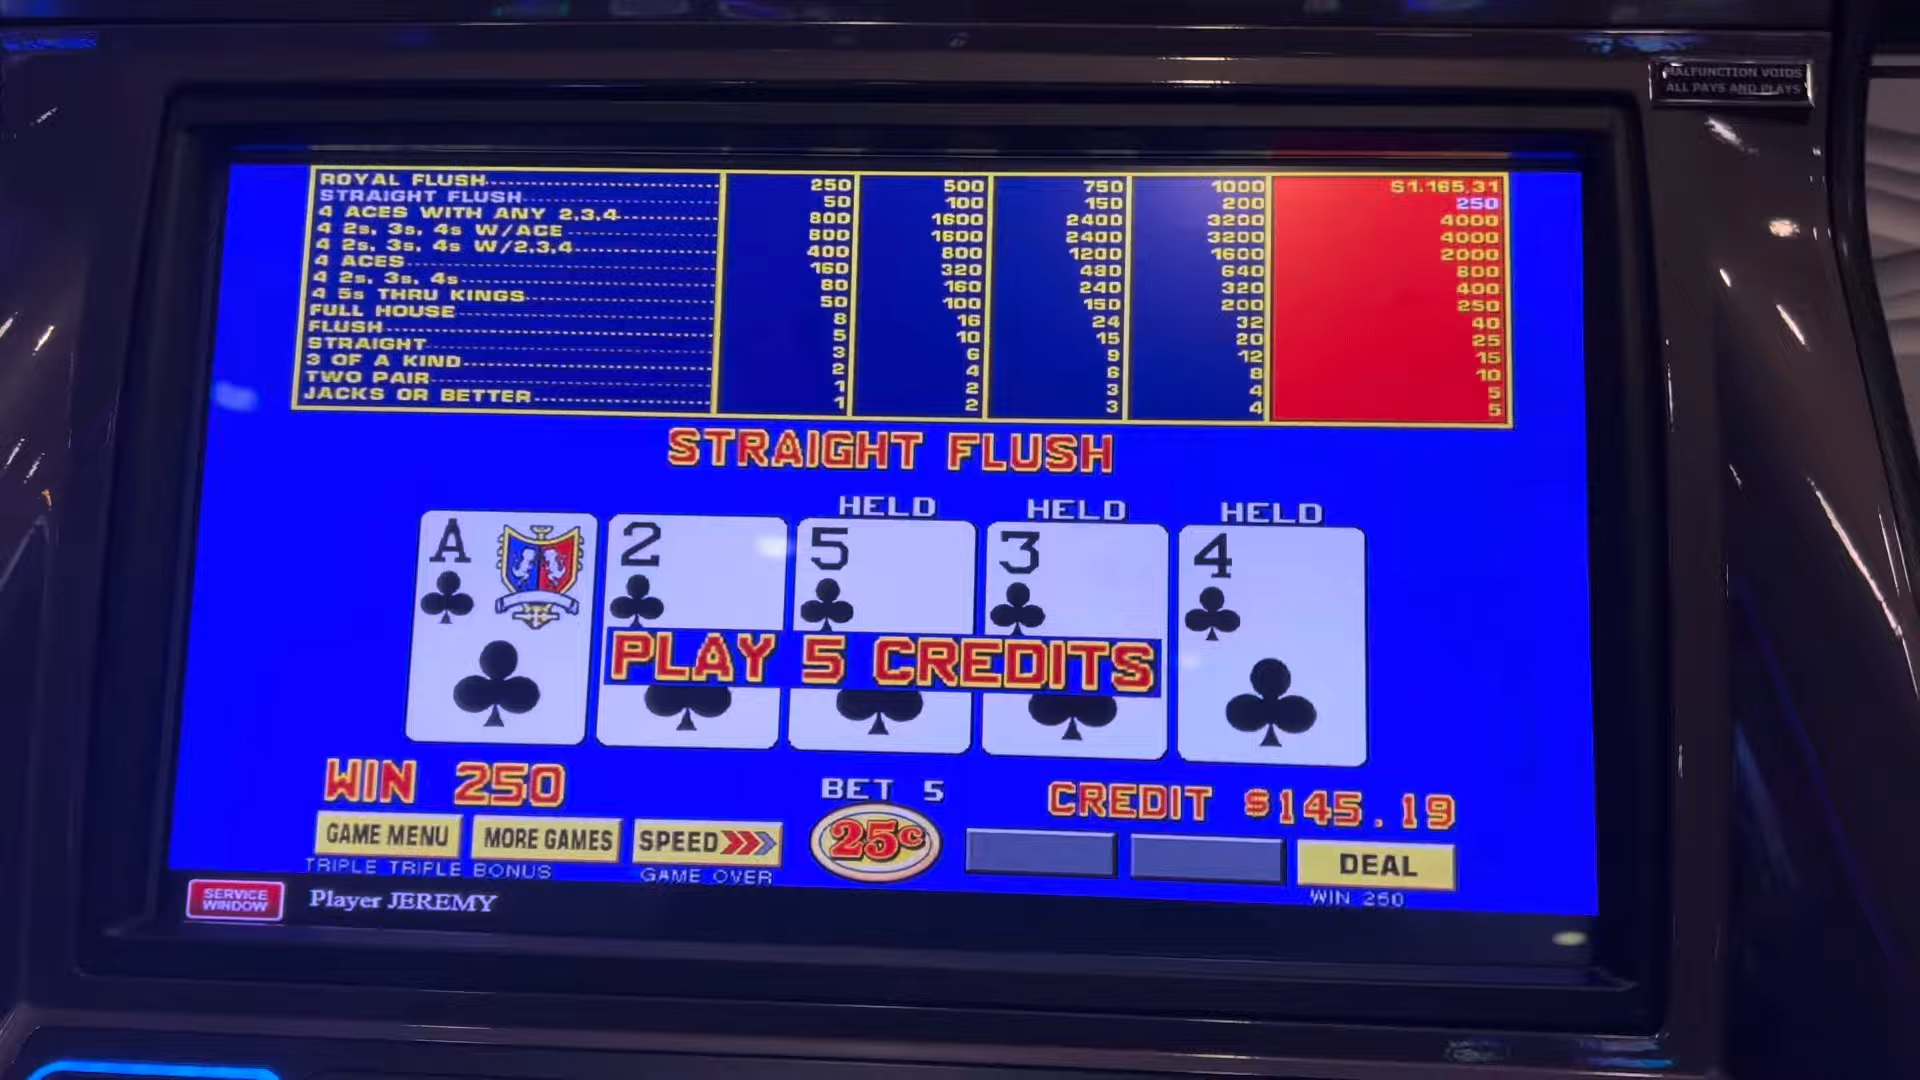 MALFUNCTION VOIDS
ALL PAYS AND PLAYS
ROYAL FLUSH 250 500 750 1000 $1,165.31
STRAIGHT FLUSH 50 100 150 200 250
4 ACES WITH ANY 2,3,4 800 1600 2400 3200 4000
4 2s, 3s, 4s W/ACE 800 1600 2400 3200 4000
4 2s, 3s, 4s W/2,3,4 400 800 1200 1600 2000
4 ACES 160 320 480 640 800
4 2s, 3s, 4s 80 160 240 320 400
4 5s THRU KINGS 50 100 150 200 250
FULL HOUSE 8 16 24 32 40
FLUSH 5 10 15 20 25
STRAIGHT 3 6 9 12 15
3 OF A KIND 2 4 6 8 10
TWO PAIR 1 2 3 4 5
JACKS OR BETTER 1 2 3 4 5
STRAIGHT FLUSH
HELD HELD HELD
A 2 5 3 4
PLAY 5 CREDITS
WIN 250 BET 5 CREDIT $145.19
GAME MENU MORE GAMES SPEED 25¢ DEAL
TRIPLE TRIPLE BONUS GAME OVER WIN 250
SERVICE WINDOW
Player JEREMY